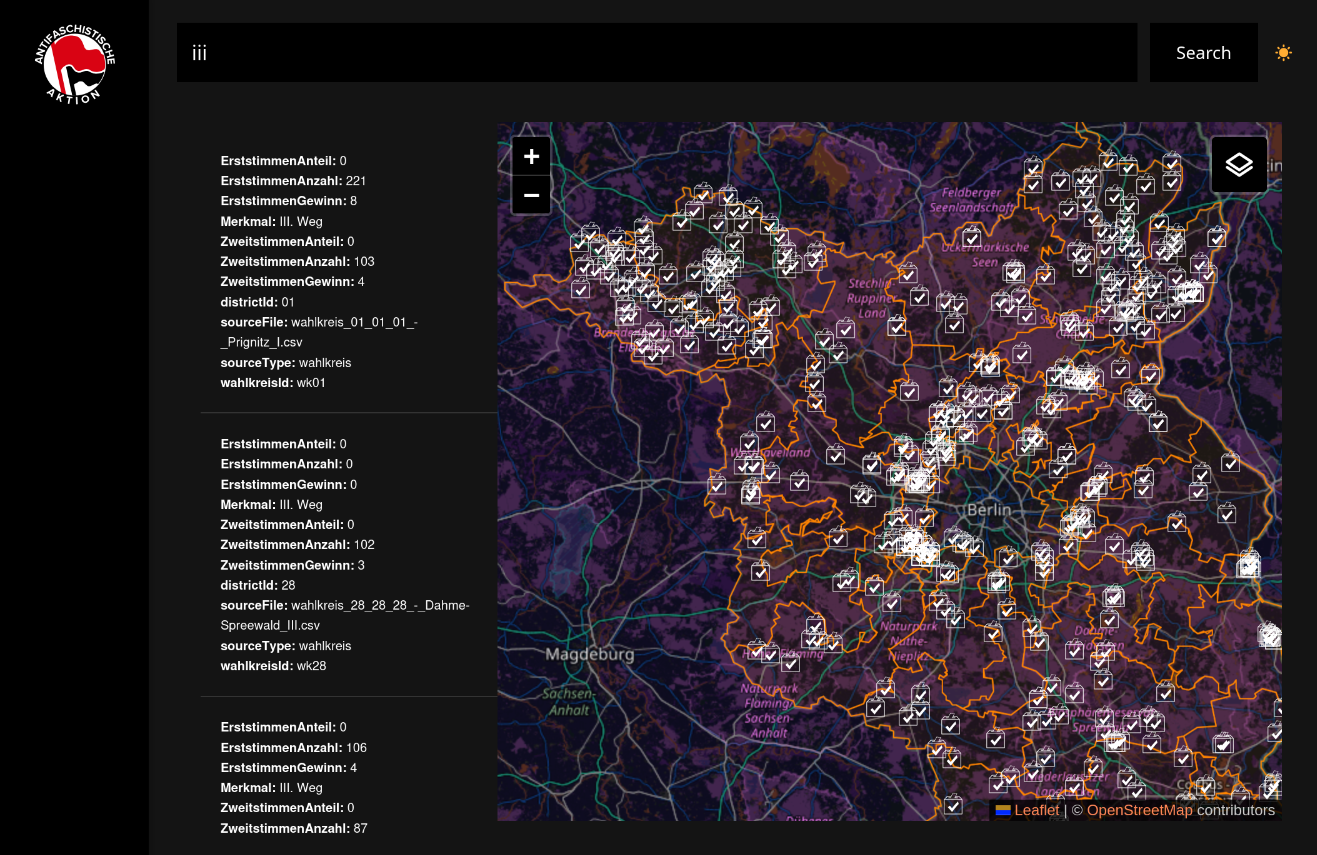 ANTIFASCHISTISCHE
AKTION
iii
Search
ErststimmenAnteil: 0
ErststimmenAnzahl: 221
ErststimmenGewinn: 8
Merkmal: III. Weg
ZweitstimmenAnteil: 0
ZweitstimmenAnzahl: 103
ZweitstimmenGewinn: 4
districtId: 01
sourceFile: wahlkreis_01_01_01_-
_Prignitz_I.csv
sourceType: wahlkreis
wahlkreisId: wk01
ErststimmenAnteil: 0
ErststimmenAnzahl: 0
ErststimmenGewinn: 0
Merkmal: III. Weg
ZweitstimmenAnteil: 0
ZweitstimmenAnzahl: 102
ZweitstimmenGewinn: 3
districtId: 28
sourceFile: wahlkreis_28_28_28_-_Dahme-
Spreewald_III.csv
sourceType: wahlkreis
wahlkreisId: wk28
ErststimmenAnteil: 0
ErststimmenAnzahl: 106
ErststimmenGewinn: 4
Merkmal: III. Weg
ZweitstimmenAnteil: 0
ZweitstimmenAnzahl: 87
+
−
Feldberger
Seenlandschaft
Uckermärkische
Seen
Stechlin-
Ruppiner
Land
Westhavelland
Berlin
Magdeburg
Sachsen-
Anhalt
Naturpark
Nuthe-
Nieplitz
Naturpark
Fläming/
Sachsen-
Anhalt
Dahme-
Leaflet | © OpenStreetMap contributors